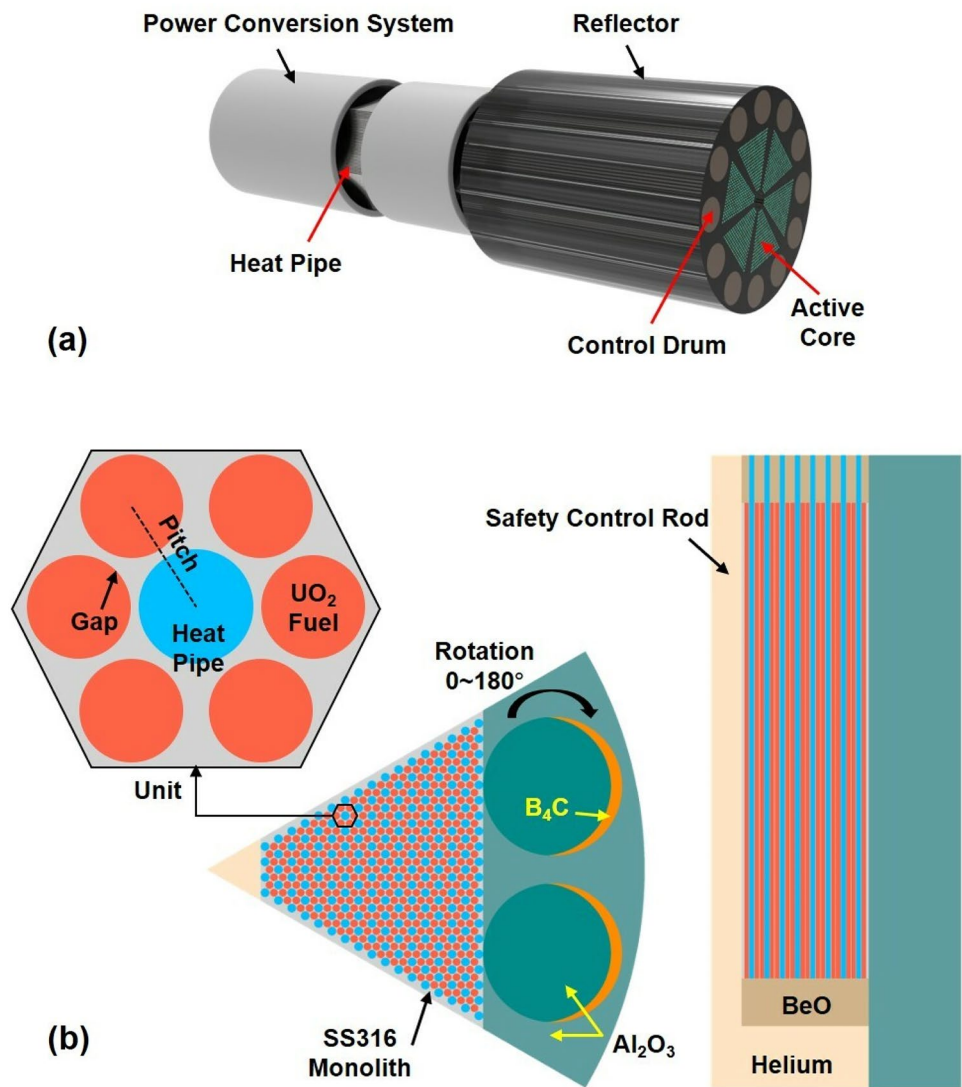 Power Conversion System
Reflector
Heat Pipe
Control Drum
Active
Core
(a)
Pitch
Gap
Heat
Pipe
UO₂
Fuel
Unit
Safety Control Rod
Rotation
0~180°
B₄C
SS316
Monolith
Al₂O₃
BeO
Helium
(b)